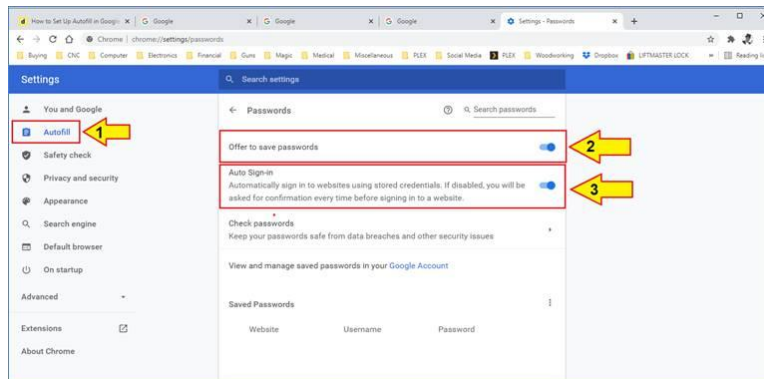 How to Set Up Autofill in Googl
Google
Google
Google
Settings - Passwords
Chrome | chrome://settings/passwords
Buying CNC Computer Electronics Financial Guns Magic Medical Miscellaneous PLEX Social Media PLEX Woodworking Dropbox LIFTMASTER LOCK Reading li
Settings
Search settings
You and Google
Autofill
1
Safety check
Privacy and security
Appearance
Search engine
Default browser
On startup
Advanced
Extensions
About Chrome
Passwords
Search passwords
Offer to save passwords
2
Auto Sign-in
Automatically sign in to websites using stored credentials. If disabled, you will be
asked for confirmation every time before signing in to a website.
3
Check passwords
Keep your passwords safe from data breaches and other security issues
View and manage saved passwords in your Google Account
Saved Passwords
Website Username Password